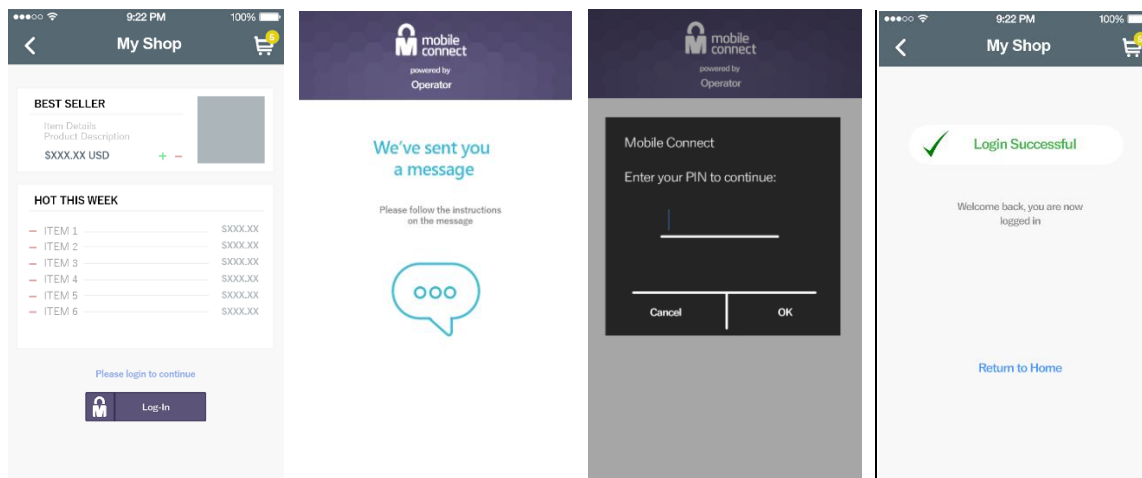 9:22 PM
100%
My Shop
5
BEST SELLER
Item Details
Product Description
$XXX.XX USD
HOT THIS WEEK
ITEM 1 $XXX.XX
ITEM 2 $XXX.XX
ITEM 3 $XXX.XX
ITEM 4 $XXX.XX
ITEM 5 $XXX.XX
ITEM 6 $XXX.XX
Please login to continue
Log-In
mobile
connect
powered by
Operator
We've sent you
a message
Please follow the instructions
on the message
mobile
connect
powered by
Operator
Mobile Connect
Enter your PIN to continue:
Cancel
OK
9:22 PM
100%
My Shop
Login Successful
Welcome back, you are now
logged in
Return to Home